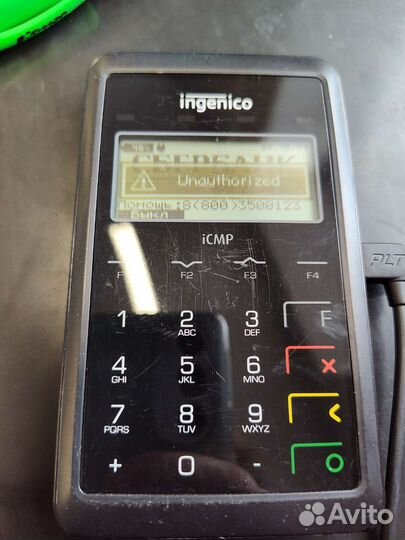 ingenico
СБЕРБАНК
Unauthorized
помощь:8(800)3500123
ВЫКЛ
iCMP
F2 F3 F4
1 2 3 F
ABC DEF
4 5 6
GHI JKL MNO
7 8 9
PQRS TUV WXYZ
+ 0 -
PLT
Avito